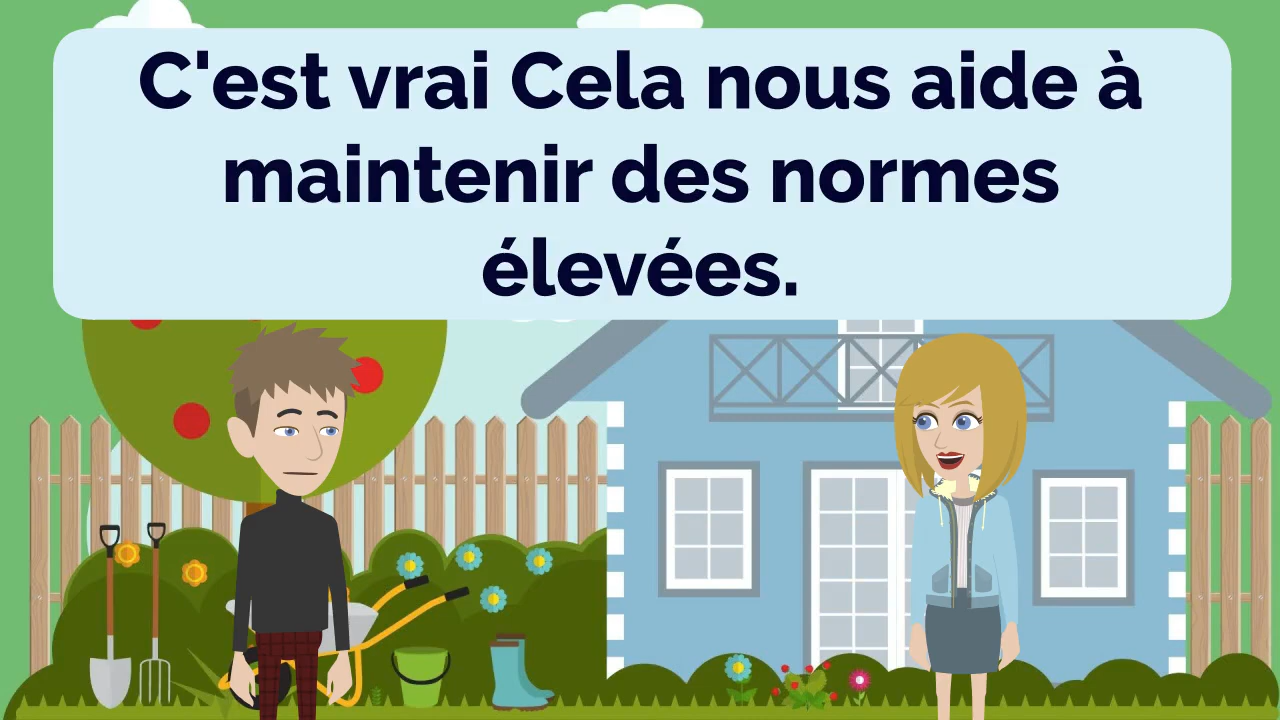 C'est vrai Cela nous aide à
maintenir des normes
élevées.